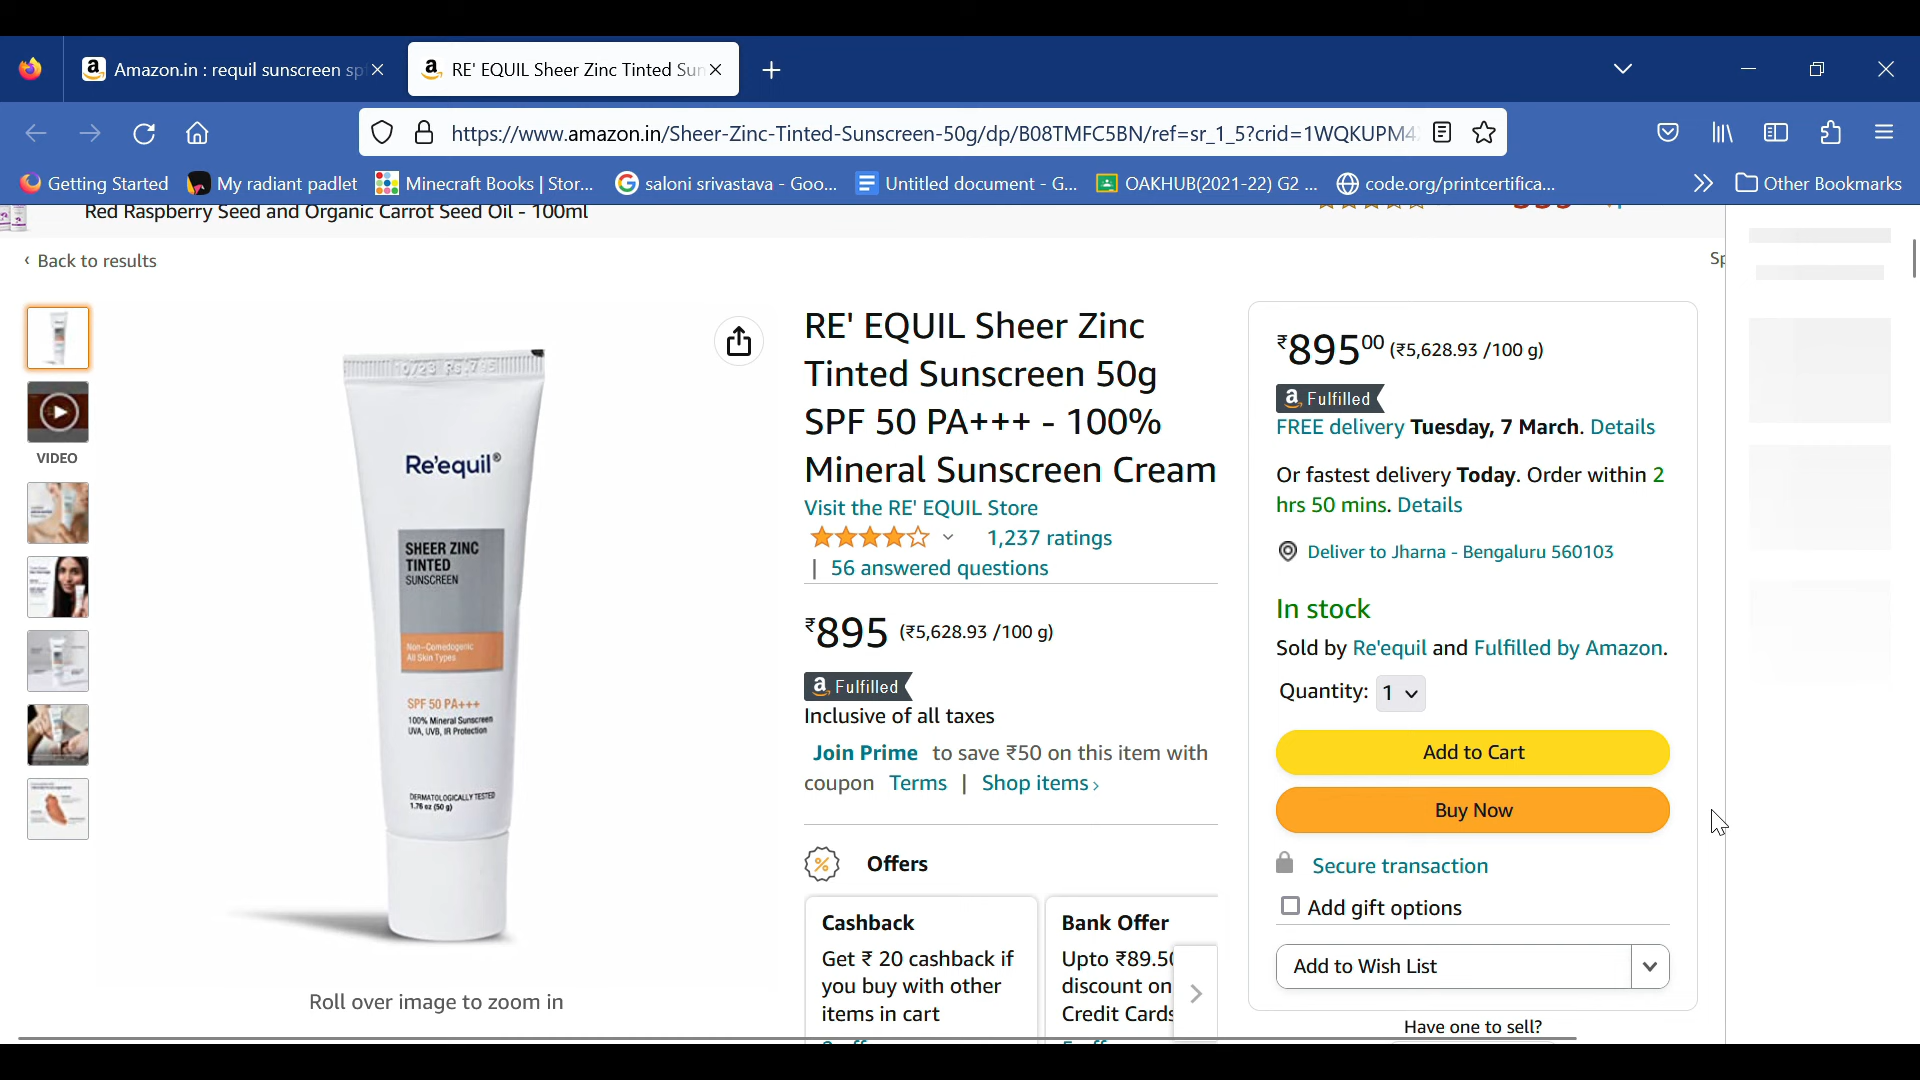 Amazon.in : requil sunscreen sp
RE' EQUIL Sheer Zinc Tinted Sun
https://www.amazon.in/Sheer-Zinc-Tinted-Sunscreen-50g/dp/B08TMFC5BN/ref=sr_1_5?crid=1WQKUPM4
Getting Started My radiant padlet Minecraft Books | Stor... saloni srivastava - Goo... Untitled document - G... OAKHUB(2021-22) G2 ... code.org/printcertifica... Other Bookmarks
Red Raspberry Seed and Organic Carrot Seed Oil - 100ml
‹ Back to results
Sp
VIDEO
10/23 Rs.795
Re'equil®
SHEER ZINC
TINTED
SUNSCREEN
Non-Comedogenic
All Skin Types
SPF 50 PA+++
100% Mineral Sunscreen
UVA, UVB, IR Protection
DERMATOLOGICALLY TESTED
1.76 oz (50 g)
Roll over image to zoom in
RE' EQUIL Sheer Zinc
Tinted Sunscreen 50g
SPF 50 PA+++ - 100%
Mineral Sunscreen Cream
Visit the RE' EQUIL Store
1,237 ratings
| 56 answered questions
₹895 (₹5,628.93 /100 g)
a Fulfilled
Inclusive of all taxes
Join Prime to save ₹50 on this item with
coupon Terms | Shop items ›
Offers
Cashback
Get ₹ 20 cashback if
you buy with other
items in cart
Bank Offer
Upto ₹89.50
discount on
Credit Cards
₹895⁰⁰ (₹5,628.93 /100 g)
a Fulfilled
FREE delivery Tuesday, 7 March. Details
Or fastest delivery Today. Order within 2
hrs 50 mins. Details
Deliver to Jharna - Bengaluru 560103
In stock
Sold by Re'equil and Fulfilled by Amazon.
Quantity: 1
Add to Cart
Buy Now
Secure transaction
Add gift options
Add to Wish List
Have one to sell?